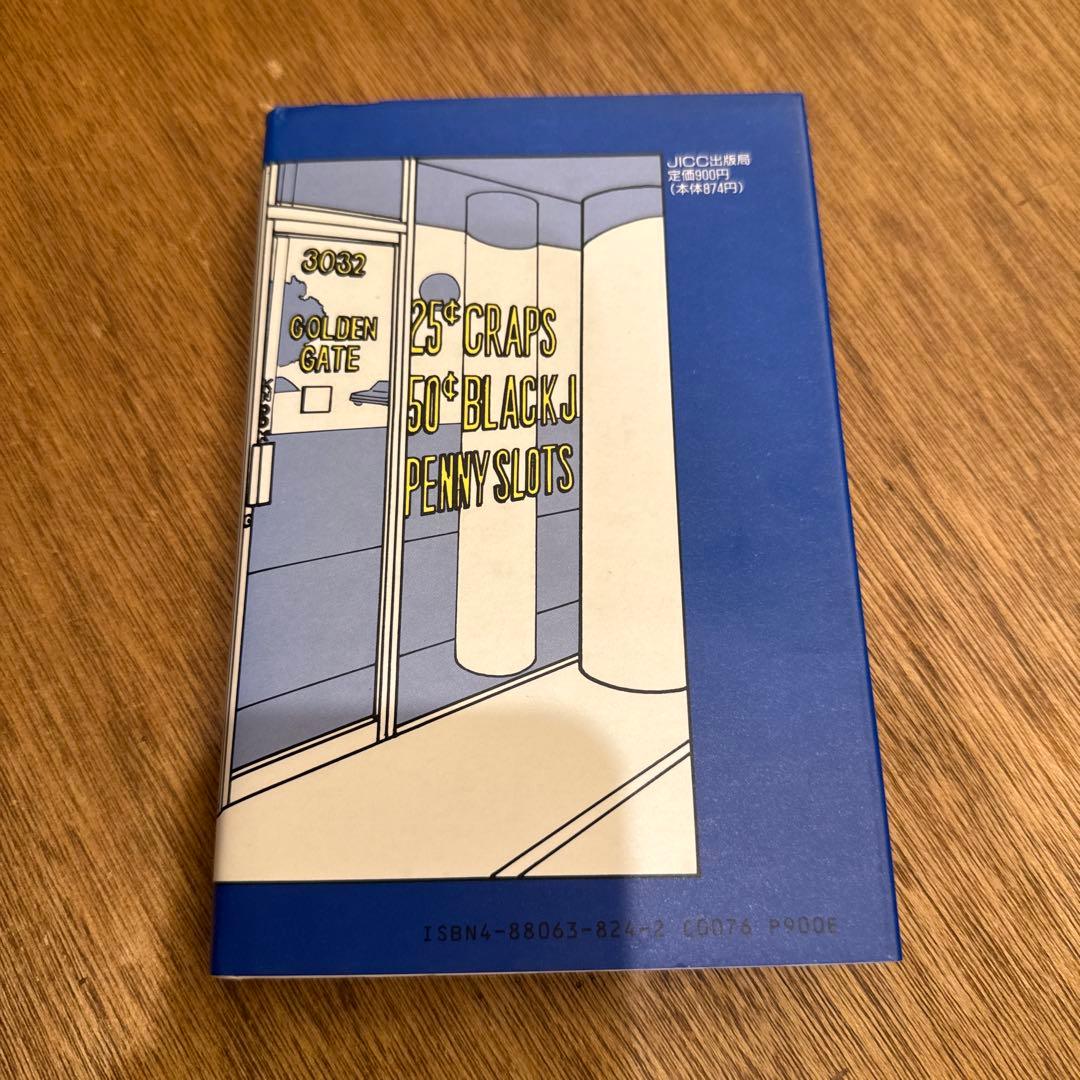 JICC出版局
定価900円
(本体874円)
3032
GOLDEN
GATE
25¢ CRAPS
50¢ BLACKJ
PENNY SLOTS
ISBN4-88063-824-2 C0076 P900E